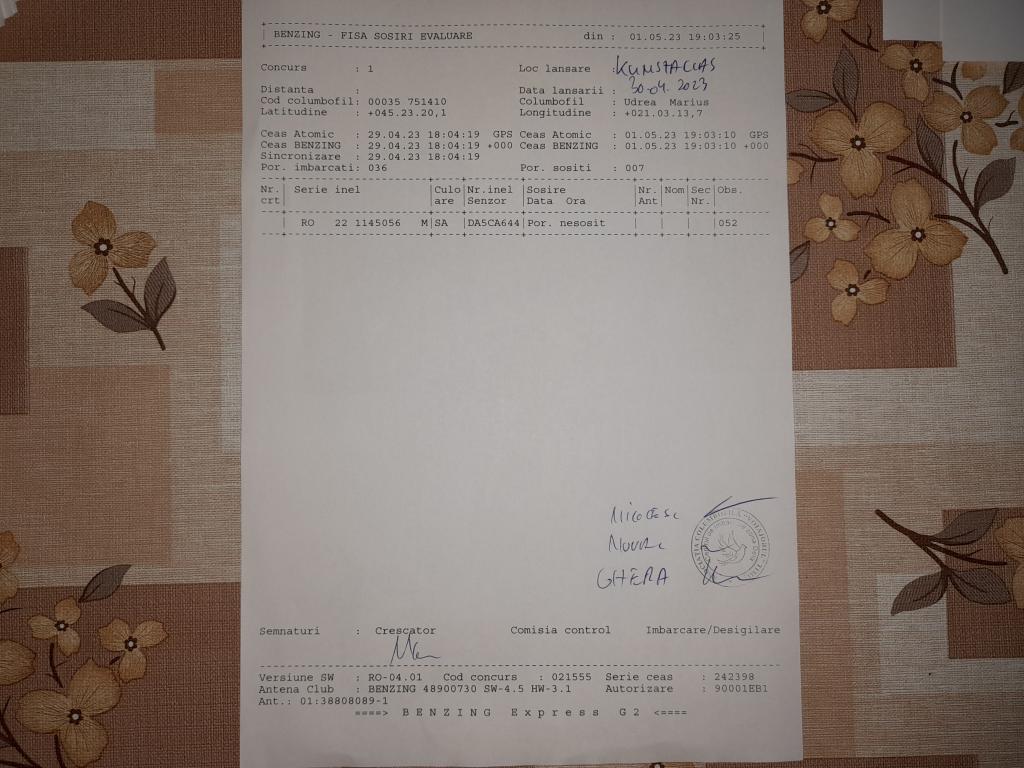 BENZING - FISA SOSIRI EVALUARE din : 01.05.23 19:03:25
Concurs : 1 Loc lansare :
30.04.2023
Distanta : Data lansarii :
Cod columbofil: 00035 751410 Columbofil : Udrea Marius
Latitudine : +045.23.20,1 Longitudine : +021.03.13,7
Ceas Atomic : 29.04.23 18:04:19 GPS Ceas Atomic : 01.05.23 19:03:10 GPS
Ceas BENZING : 29.04.23 18:04:19 +000 Ceas BENZING : 01.05.23 19:03:10 +000
Sincronizare : 29.04.23 18:04:19
Por. imbarcati: 036 Por. sositi : 007
Nr. Serie inel Culo Nr.inel Sosire Nr. Nom Sec Obs.
crt are Senzor Data Ora Ant Nr.
RO 22 1145056 M SA DA5CA644 Por. nesosit 052
GHERA
Semnaturi : Crescator Comisia control Imbarcare/Desigilare
Versiune SW : RO-04.01 Cod concurs : 021555 Serie ceas : 242398
Antena Club : BENZING 48900730 SW-4.5 HW-3.1 Autorizare : 90001EB1
Ant.: 01:38808089-1
====> BENZING Express G2 <====